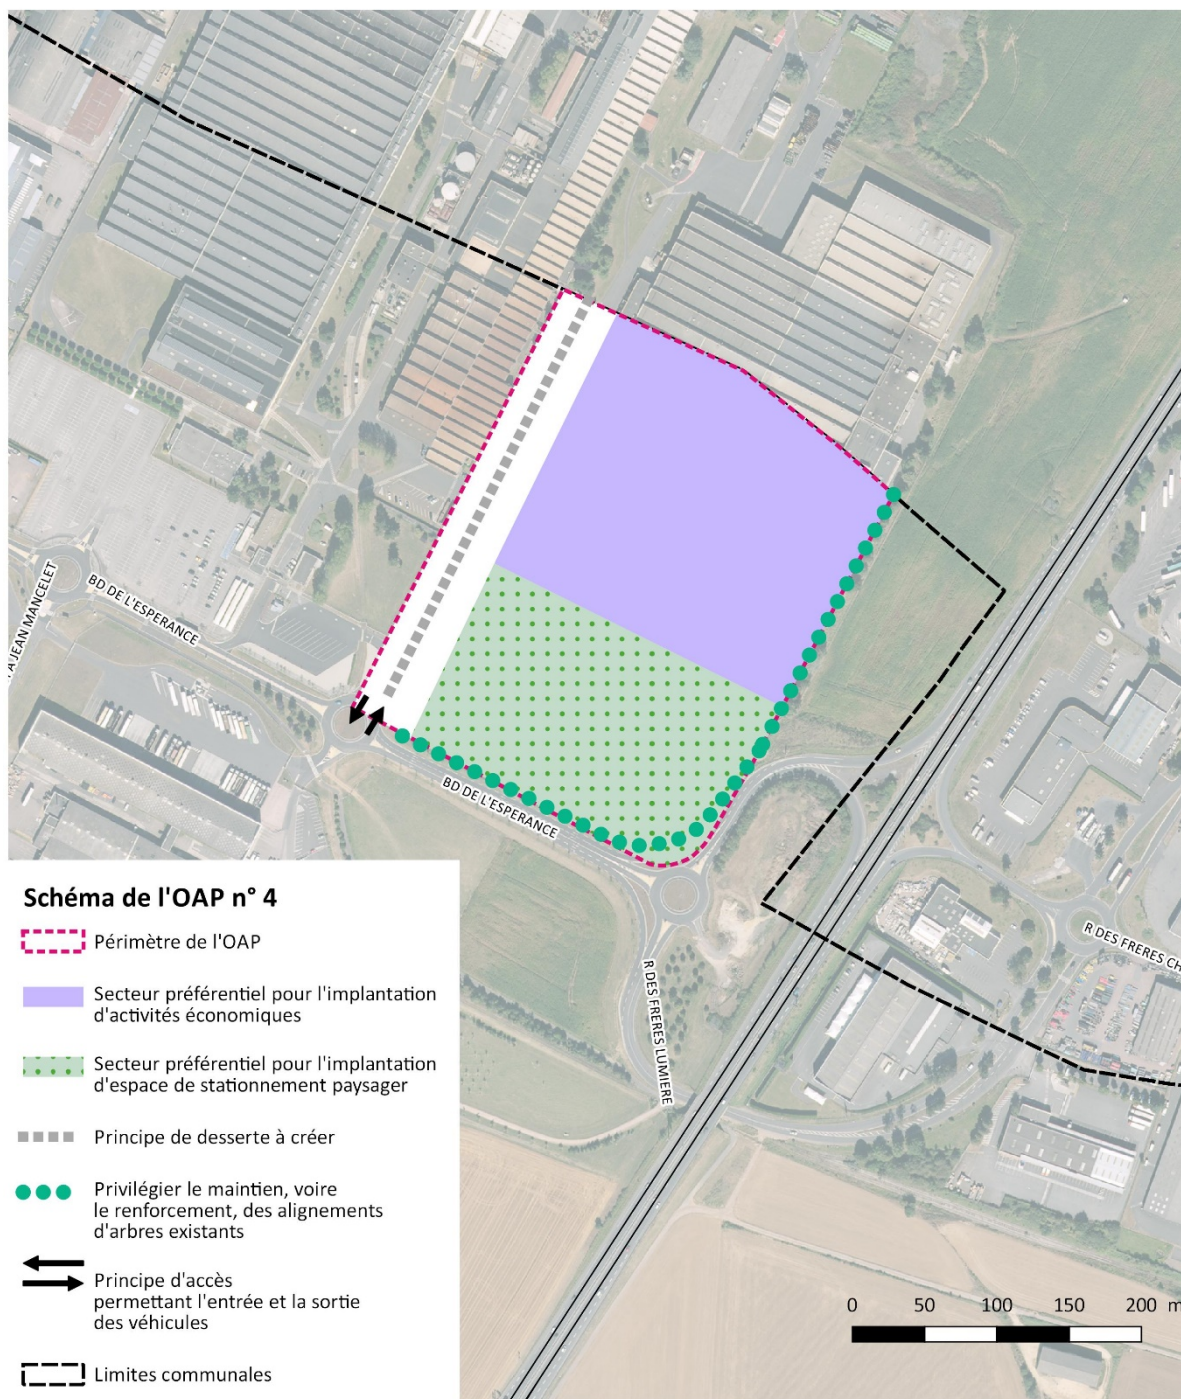 BD DE L'ESPERANCE
JEAN MANCELET
BD DE L'ESPERANCE
R DES FRERES LUMIERE
R DES FRERES CH
Schéma de l'OAP n° 4
Périmètre de l'OAP
Secteur préférentiel pour l'implantation
d'activités économiques
Secteur préférentiel pour l'implantation
d'espace de stationnement paysager
Principe de desserte à créer
Privilégier le maintien, voire
le renforcement, des alignements
d'arbres existants
Principe d'accès
permettant l'entrée et la sortie
des véhicules
Limites communales
0 50 100 150 200 m